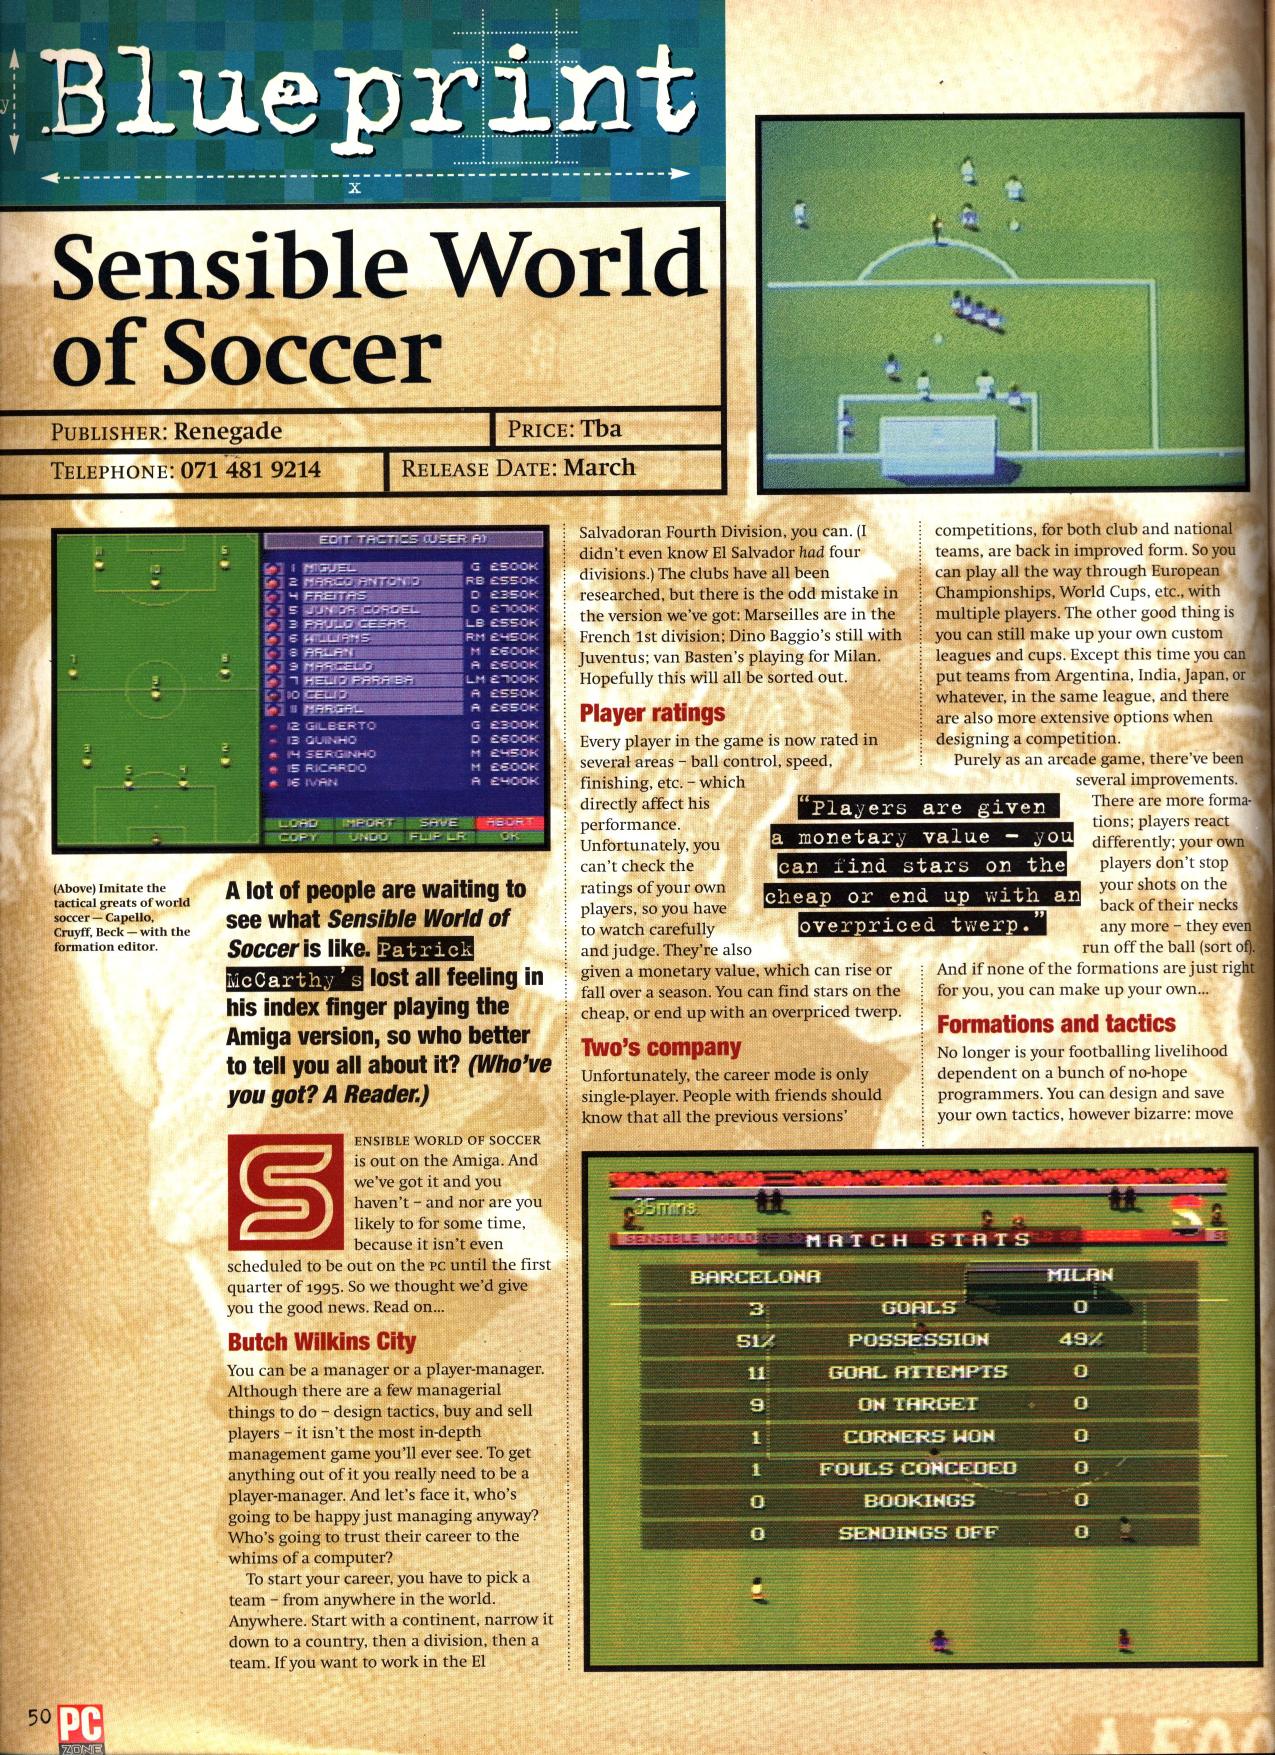 Blueprint
y
x
Sensible World
of Soccer
PUBLISHER: Renegade
PRICE: Tba
TELEPHONE: 071 481 9214
RELEASE DATE: March
EDIT TACTICS (USER A)
1 MIGUEL G £500K
2 MARCO ANTONIO RB £550K
4 FREITAS D £350K
5 JUNIOR COROEL D £700K
3 PAULO CESAR LB £550K
6 WILLIANS RM £450K
8 ARLAN M £600K
9 MARCELO A £600K
7 HELIO PARAIBA LM £700K
10 CELIO A £550K
11 MARGAL A £650K
12 GILBERTO G £300K
13 QUINHO D £600K
14 SERGINHO M £450K
15 RICARDO M £600K
16 IVAN A £400K
LOAD IMPORT SAVE ABORT
COPY UNDO FLIP LR OK
(Above) Imitate the
tactical greats of world
soccer — Capello,
Cruyff, Beck — with the
formation editor.
A lot of people are waiting to
see what Sensible World of
Soccer is like. Patrick
McCarthy's lost all feeling in
his index finger playing the
Amiga version, so who better
to tell you all about it? (Who've
you got? A Reader.)
SENSIBLE WORLD OF SOCCER
is out on the Amiga. And
we've got it and you
haven't – and nor are you
likely to for some time,
because it isn't even
scheduled to be out on the PC until the first
quarter of 1995. So we thought we'd give
you the good news. Read on...
Butch Wilkins City
You can be a manager or a player-manager.
Although there are a few managerial
things to do – design tactics, buy and sell
players – it isn't the most in-depth
management game you'll ever see. To get
anything out of it you really need to be a
player-manager. And let's face it, who's
going to be happy just managing anyway?
Who's going to trust their career to the
whims of a computer?
To start your career, you have to pick a
team – from anywhere in the world.
Anywhere. Start with a continent, narrow it
down to a country, then a division, then a
team. If you want to work in the El
Salvadoran Fourth Division, you can. (I
didn't even know El Salvador had four
divisions.) The clubs have all been
researched, but there is the odd mistake in
the version we've got: Marseilles are in the
French 1st division; Dino Baggio's still with
Juventus; van Basten's playing for Milan.
Hopefully this will all be sorted out.
Player ratings
Every player in the game is now rated in
several areas – ball control, speed,
finishing, etc. – which
directly affect his
performance.
Unfortunately, you
can't check the
ratings of your own
players, so you have
to watch carefully
and judge. They're also
given a monetary value, which can rise or
fall over a season. You can find stars on the
cheap, or end up with an overpriced twerp.
Two's company
Unfortunately, the career mode is only
single-player. People with friends should
know that all the previous versions'
"Players are given
a monetary value – you
can find stars on the
cheap or end up with an
overpriced twerp."
competitions, for both club and national
teams, are back in improved form. So you
can play all the way through European
Championships, World Cups, etc., with
multiple players. The other good thing is
you can still make up your own custom
leagues and cups. Except this time you can
put teams from Argentina, India, Japan, or
whatever, in the same league, and there
are also more extensive options when
designing a competition.
Purely as an arcade game, there've been
several improvements.
There are more forma-
tions; players react
differently; your own
players don't stop
your shots on the
back of their necks
any more – they even
run off the ball (sort of).
And if none of the formations are just right
for you, you can make up your own...
Formations and tactics
No longer is your footballing livelihood
dependent on a bunch of no-hope
programmers. You can design and save
your own tactics, however bizarre: move
35mins
SENSIBLE WORLD
MATCH STATS
BARCELONA MILAN
3 GOALS 0
51% POSSESSION 49%
11 GOAL ATTEMPTS 0
9 ON TARGET 0
1 CORNERS WON 0
1 FOULS CONCEDED 0
0 BOOKINGS 0
0 SENDINGS OFF 0
50 PC
ZONE